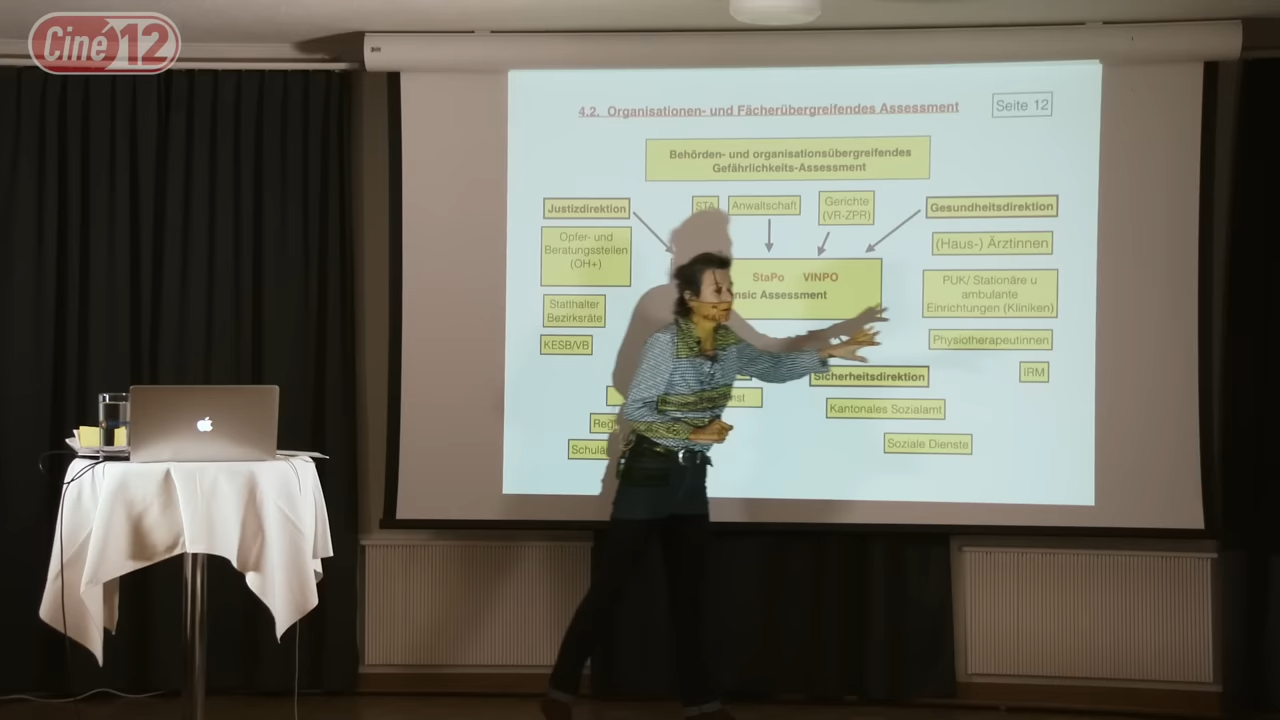 Ciné 12
4.2. Organisationen- und Fächerübergreifendes Assessment
Seite 12
Behörden- und organisationsübergreifendes
Gefährlichkeits-Assessment
Justizdirektion
STA
Anwaltschaft
Gerichte
(VR-ZPR)
Gesundheitsdirektion
Opfer- und
Beratungsstellen
(OH+)
(Haus-) Ärztinnen
StaPo VINPO
Assessment
PUK/ Stationäre u
ambulante
Einrichtungen (Kliniken)
Statthalter
Bezirksräte
KESB/VB
Physiotherapeutinnen
IRM
Sicherheitsdirektion
Kantonales Sozialamt
Soziale Dienste